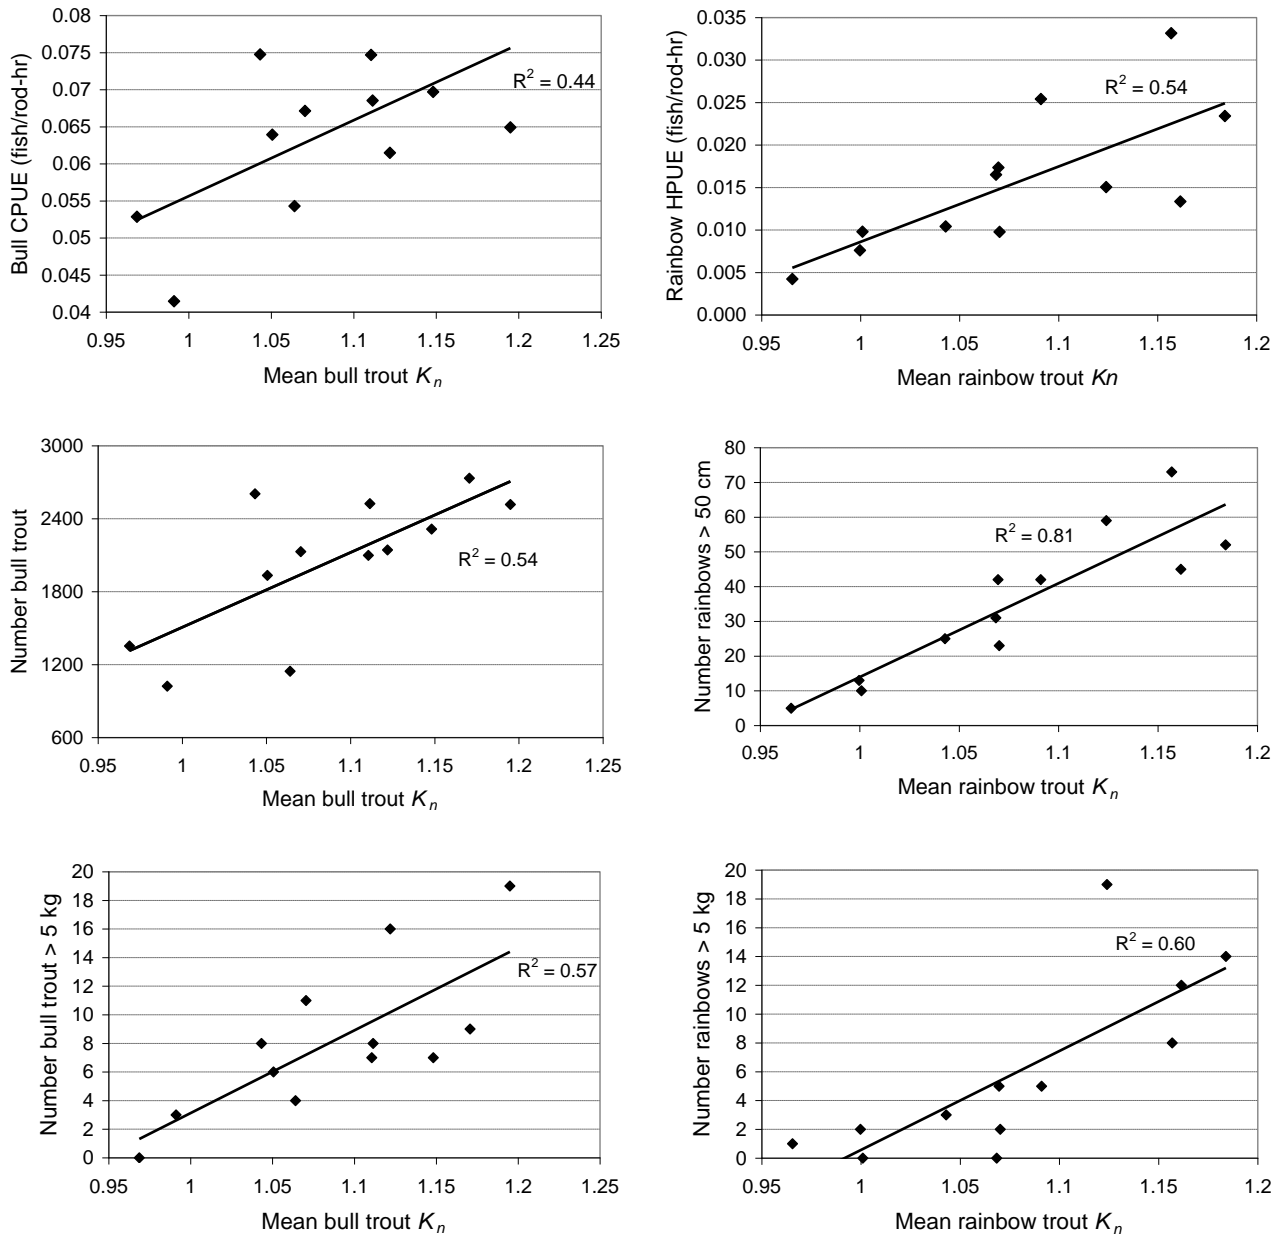 Bull CPUE (fish/rod-hr)
0.08
0.075
0.07
0.065
0.06
0.055
0.05
0.045
0.04
R² = 0.44
0.95 1 1.05 1.1 1.15 1.2 1.25
Mean bull trout Kₙ
Rainbow HPUE (fish/rod-hr)
0.035
0.030
0.025
0.020
0.015
0.010
0.005
0.000
R² = 0.54
0.95 1 1.05 1.1 1.15 1.2
Mean rainbow trout Kn
Number bull trout
3000
2400
1800
1200
600
R² = 0.54
0.95 1 1.05 1.1 1.15 1.2 1.25
Mean bull trout Kₙ
Number rainbows > 50 cm
80
70
60
50
40
30
20
10
0
R² = 0.81
0.95 1 1.05 1.1 1.15 1.2
Mean rainbow trout Kₙ
Number bull trout > 5 kg
20
18
16
14
12
10
8
6
4
2
0
R² = 0.57
0.95 1 1.05 1.1 1.15 1.2 1.25
Mean bull trout Kₙ
Number rainbows > 5 kg
20
18
16
14
12
10
8
6
4
2
0
R² = 0.60
0.95 1 1.05 1.1 1.15 1.2
Mean rainbow trout Kₙ